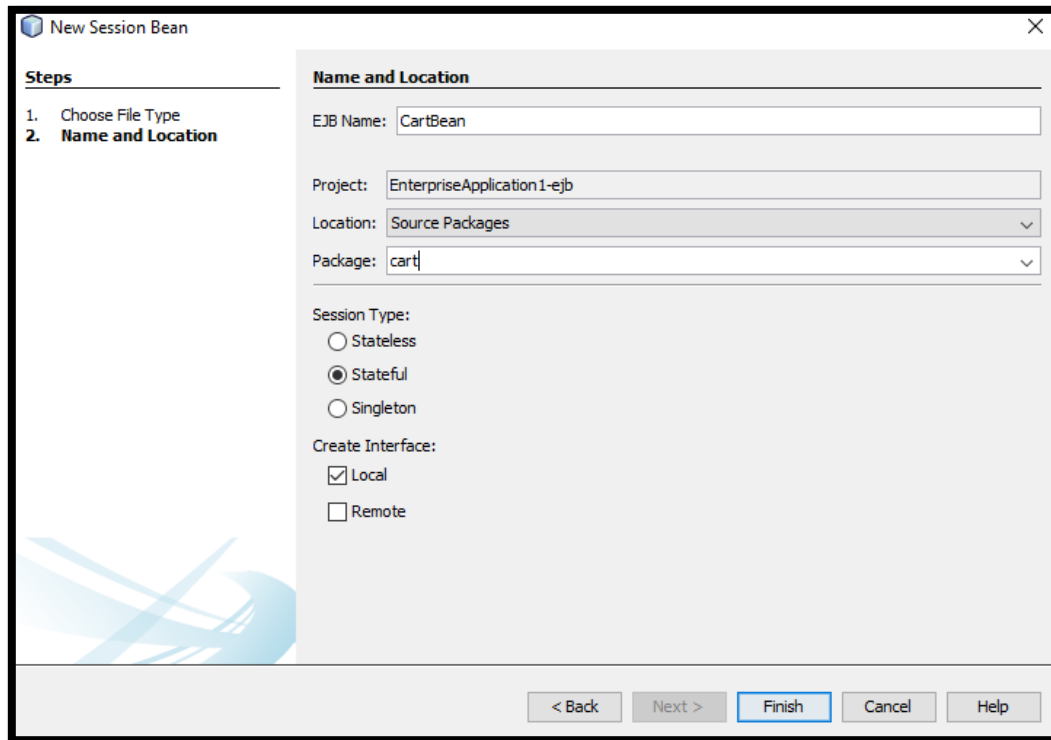 New Session Bean
Steps
1. Choose File Type
2. Name and Location
Name and Location
EJB Name: CartBean
Project: EnterpriseApplication1-ejb
Location: Source Packages
Package: cart
Session Type:
Stateless
Stateful
Singleton
Create Interface:
Local
Remote
< Back Next > Finish Cancel Help